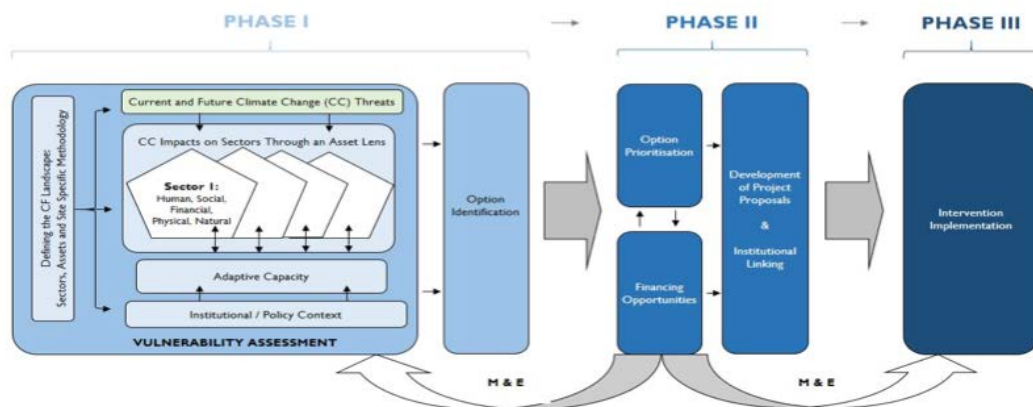 PHASE I
PHASE II
PHASE III
Defining the CF Landscape:
Sectors, Assets and Site Specific Methodology
Current and Future Climate Change (CC) Threats
CC Impacts on Sectors Through an Asset Lens
Sector 1:
Human, Social,
Financial,
Physical, Natural
Adaptive Capacity
Institutional / Policy Context
VULNERABILITY ASSESSMENT
Option
Identification
Option
Prioritisation
Financing
Opportunities
Development
of Project
Proposals
&
Institutional
Linking
Intervention
Implementation
M & E
M & E